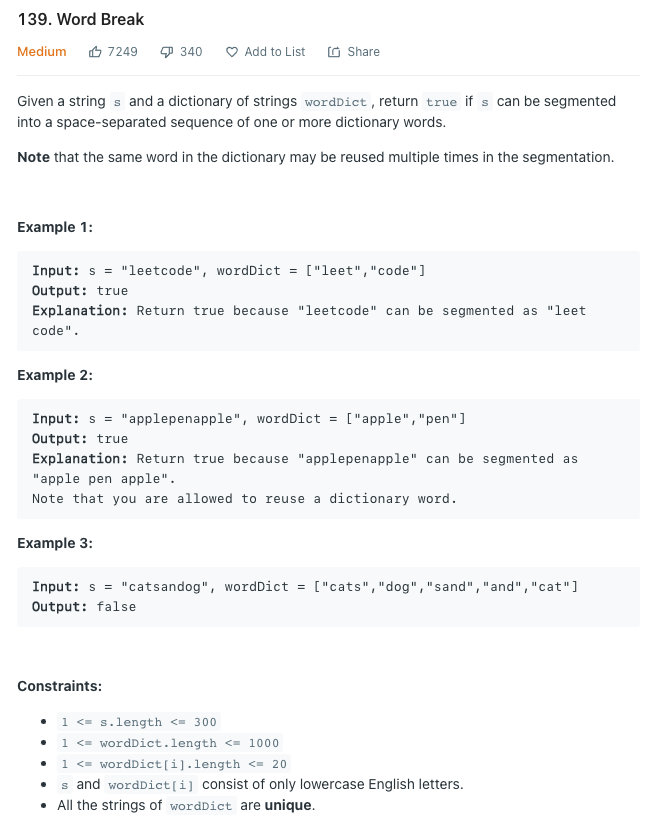 139. Word Break
Medium 7249 340 Add to List Share
Given a string s and a dictionary of strings wordDict, return true if s can be segmented
into a space-separated sequence of one or more dictionary words.
Note that the same word in the dictionary may be reused multiple times in the segmentation.
Example 1:
Input: s = "leetcode", wordDict = ["leet","code"]
Output: true
Explanation: Return true because "leetcode" can be segmented as "leet
code".
Example 2:
Input: s = "applepenapple", wordDict = ["apple","pen"]
Output: true
Explanation: Return true because "applepenapple" can be segmented as
"apple pen apple".
Note that you are allowed to reuse a dictionary word.
Example 3:
Input: s = "catsandog", wordDict = ["cats","dog","sand","and","cat"]
Output: false
Constraints:
• 1 <= s.length <= 300
• 1 <= wordDict.length <= 1000
• 1 <= wordDict[i].length <= 20
• s and wordDict[i] consist of only lowercase English letters.
• All the strings of wordDict are unique.